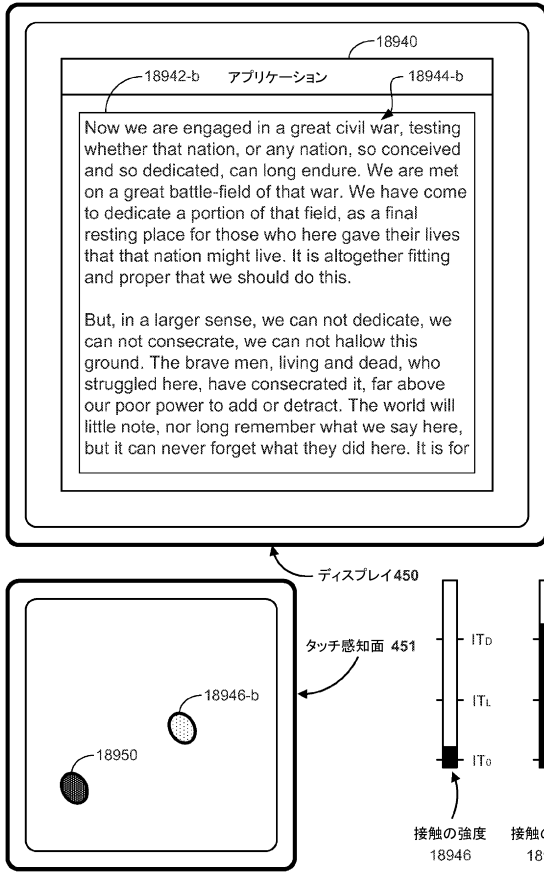 18940
18942-b アプリケーション 18944-b
Now we are engaged in a great civil war, testing
whether that nation, or any nation, so conceived
and so dedicated, can long endure. We are met
on a great battle-field of that war. We have come
to dedicate a portion of that field, as a final
resting place for those who here gave their lives
that that nation might live. It is altogether fitting
and proper that we should do this.
But, in a larger sense, we can not dedicate, we
can not consecrate, we can not hallow this
ground. The brave men, living and dead, who
struggled here, have consecrated it, far above
our poor power to add or detract. The world will
little note, nor long remember what we say here,
but it can never forget what they did here. It is for
ディスプレイ450
タッチ感知面 451
ITD
18946-b
ITL
18950
IT0
接触の強度 接触の
18946 18